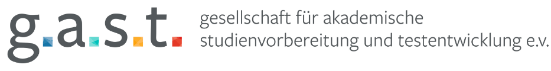 g.a.s.t.
gesellschaft für akademische
studienvorbereitung und testentwicklung e.v.